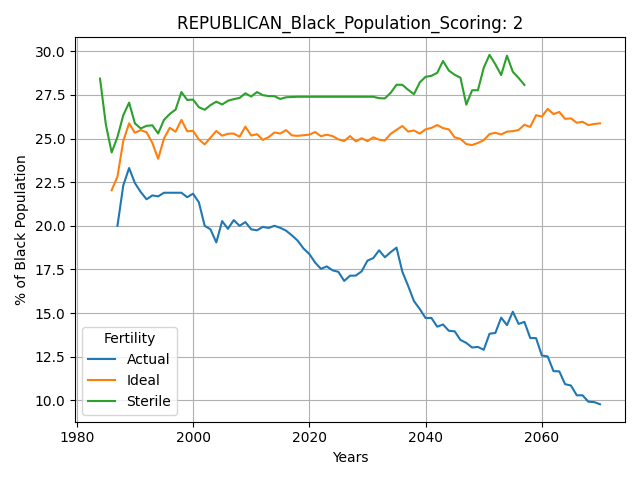 REPUBLICAN_Black_Population_Scoring: 2
% of Black Population
30.0
27.5
25.0
22.5
20.0
17.5
15.0
12.5
10.0
Fertility
Actual
Ideal
Sterile
1980
2000
2020
2040
2060
Years